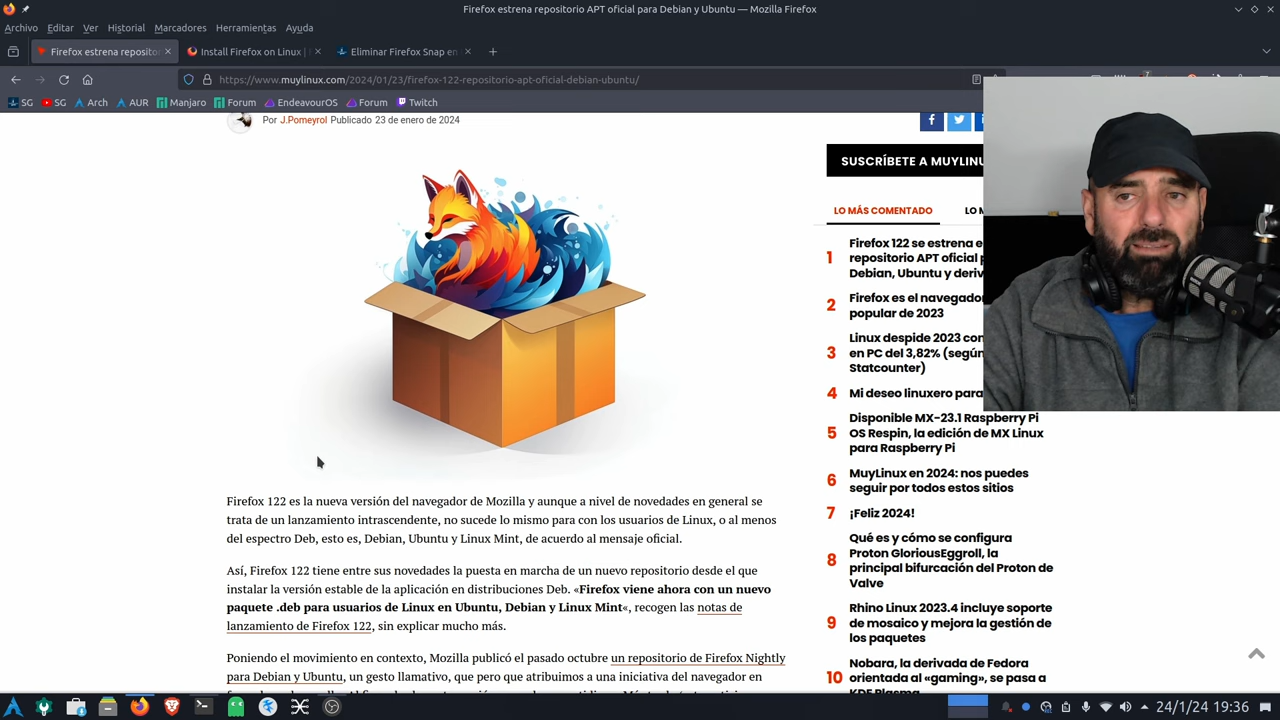 Firefox estrena repositorio APT oficial para Debian y Ubuntu — Mozilla Firefox
Archivo Editar Ver Historial Marcadores Herramientas Ayuda
Firefox estrena reposito
Install Firefox on Linux |
Eliminar Firefox Snap en
https://www.muylinux.com/2024/01/23/firefox-122-repositorio-apt-oficial-debian-ubuntu/
SG SG Arch AUR Manjaro Forum EndeavourOS Forum Twitch
Por J.Pomeyrol Publicado 23 de enero de 2024
Firefox 122 es la nueva versión del navegador de Mozilla y aunque a nivel de novedades en general se
trata de un lanzamiento intrascendente, no sucede lo mismo para con los usuarios de Linux, o al menos
del espectro Deb, esto es, Debian, Ubuntu y Linux Mint, de acuerdo al mensaje oficial.
Así, Firefox 122 tiene entre sus novedades la puesta en marcha de un nuevo repositorio desde el que
instalar la versión estable de la aplicación en distribuciones Deb. «Firefox viene ahora con un nuevo
paquete .deb para usuarios de Linux en Ubuntu, Debian y Linux Mint«, recogen las notas de
lanzamiento de Firefox 122, sin explicar mucho más.
Poniendo el movimiento en contexto, Mozilla publicó el pasado octubre un repositorio de Firefox Nightly
para Debian y Ubuntu, un gesto llamativo, que pero que atribuimos a una iniciativa del navegador en
SUSCRÍBETE A MUYLINU
LO MÁS COMENTADO LO M
1 Firefox 122 se estrena e
repositorio APT oficial p
Debian, Ubuntu y deriv
2 Firefox es el navegador
popular de 2023
3 Linux despide 2023 con
en PC del 3,82% (según
Statcounter)
4 Mi deseo linuxero para
5 Disponible MX-23.1 Raspberry Pi
OS Respin, la edición de MX Linux
para Raspberry Pi
6 MuyLinux en 2024: nos puedes
seguir por todos estos sitios
7 ¡Feliz 2024!
8 Qué es y cómo se configura
Proton GloriousEggroll, la
principal bifurcación del Proton de
Valve
9 Rhino Linux 2023.4 incluye soporte
de mosaico y mejora la gestión de
los paquetes
10 Nobara, la derivada de Fedora
orientada al «gaming», se pasa a
KDE Plasma
24/1/24 19:36